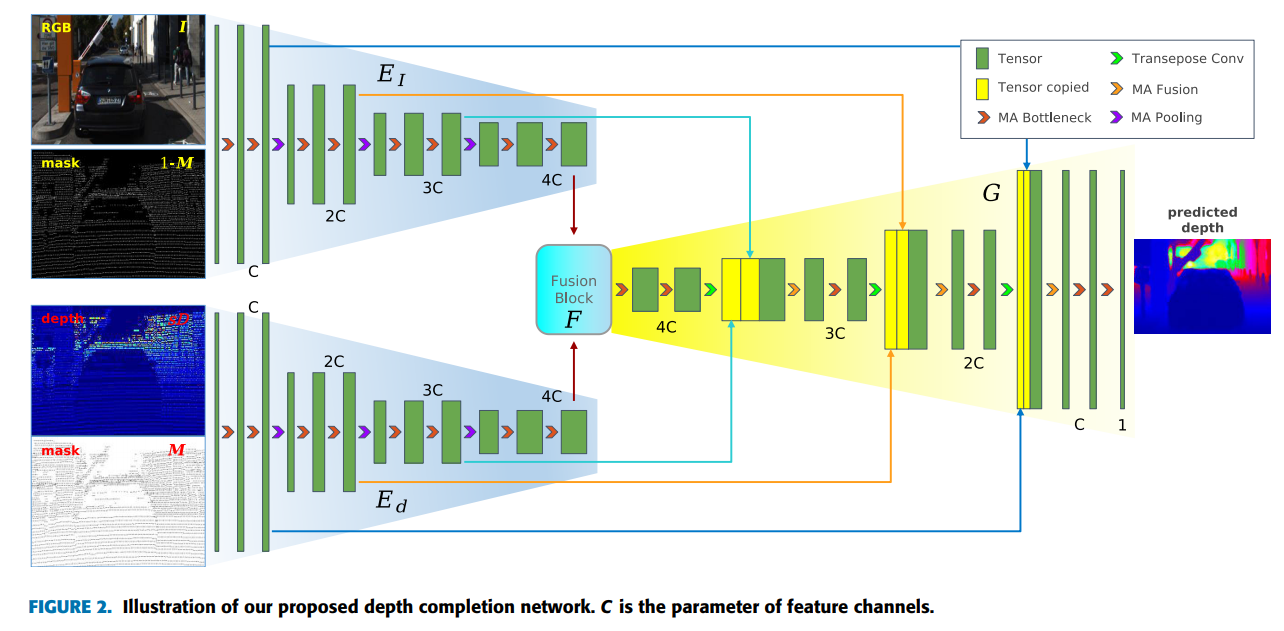 RGB
I
mask
1-M
depth
sD
mask
M
E_I
C
2C
3C
4C
C
2C
3C
4C
E_d
Fusion
Block
F
4C
3C
2C
C
1
G
Tensor
Tensor copied
MA Bottleneck
Transepose Conv
MA Fusion
MA Pooling
predicted
depth
FIGURE 2. Illustration of our proposed depth completion network. C is the parameter of feature channels.